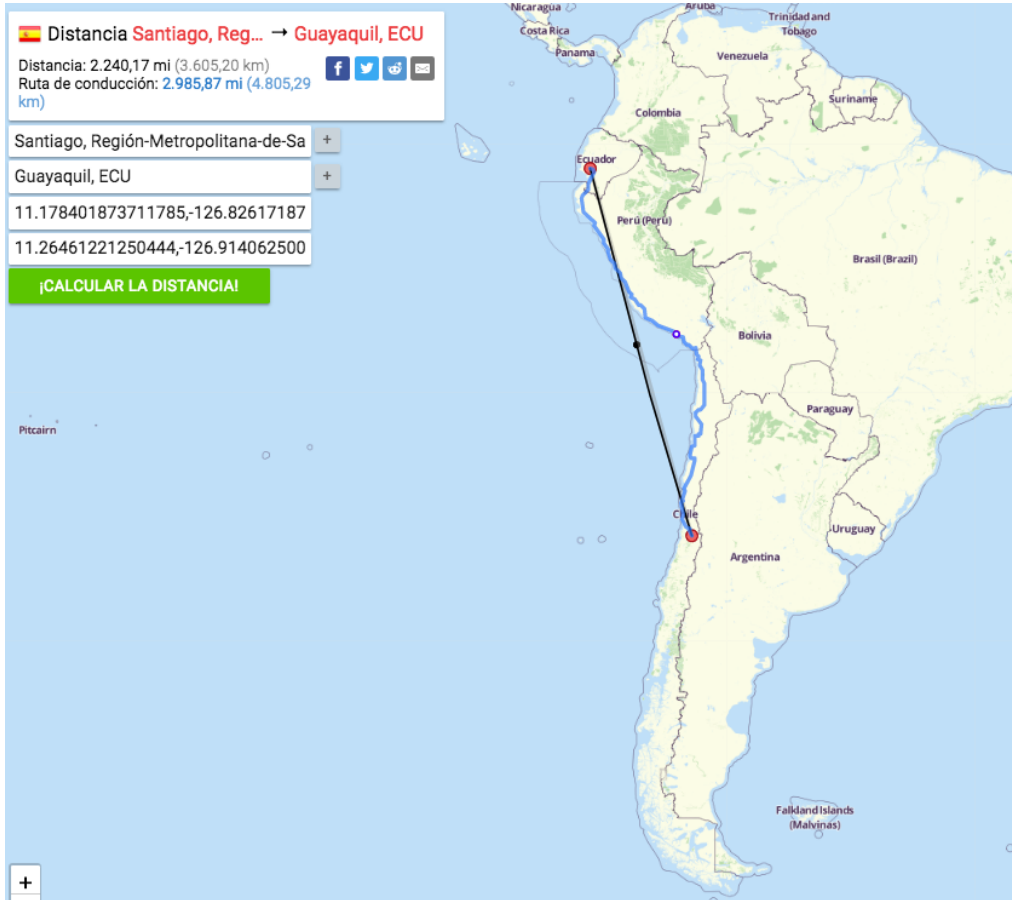 Distancia Santiago, Reg... → Guayaquil, ECU
Distancia: 2.240,17 mi (3.605,20 km)
Ruta de conducción: 2.985,87 mi (4.805,29
km)
Santiago, Región-Metropolitana-de-Sa
+
Guayaquil, ECU
+
11.178401873711785,-126.82617187
11.26461221250444,-126.914062500
¡CALCULAR LA DISTANCIA!
Nicaragua
Costa Rica
Panama
Aruba
Trinidad and
Tobago
Venezuela
Suriname
Colombia
Ecuador
Perú (Peru)
Brasil (Brazil)
Bolivia
Paraguay
Pitcairn
Chile
Uruguay
Argentina
Falkland Islands
(Malvinas)
+